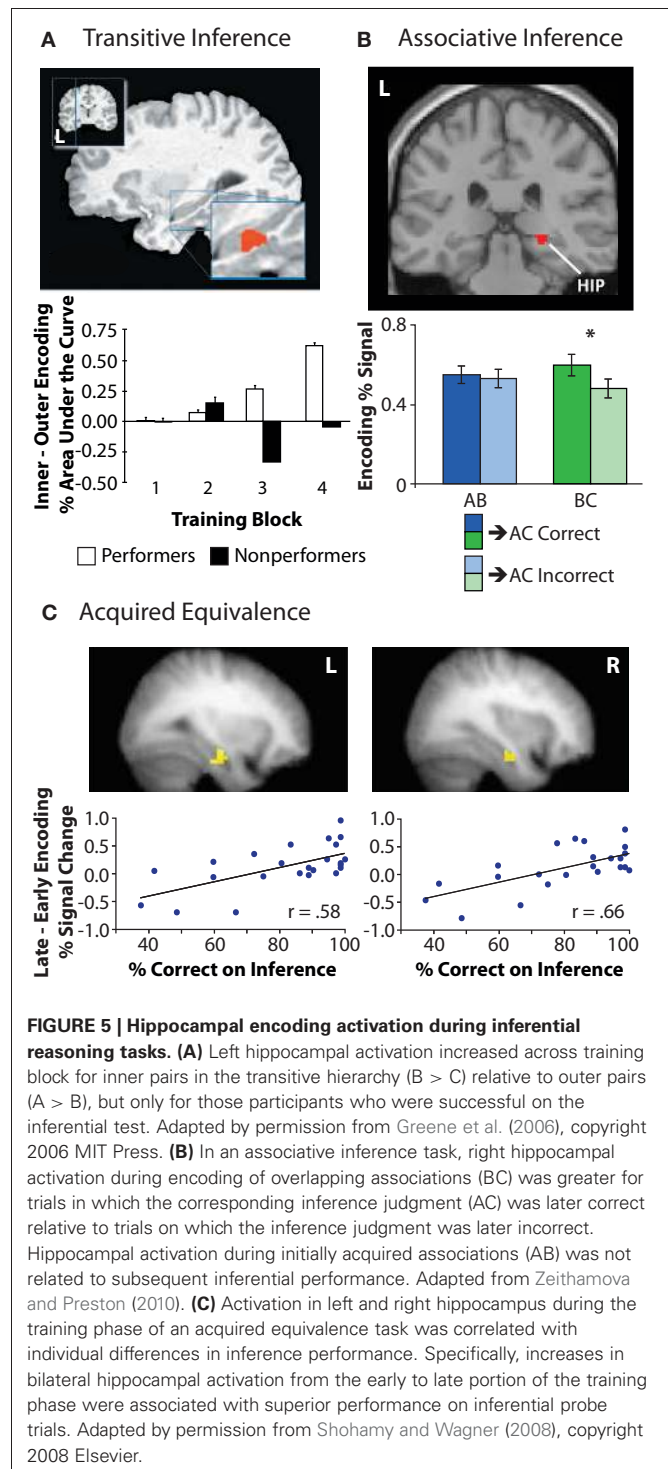 A Transitive Inference
B Associative Inference
L
L
HIP
Inner - Outer Encoding
% Area Under the Curve
0.75
0.50
0.25
0.00
-0.25
-0.50
1 2 3 4
Training Block
Performers Nonperformers
Encoding % Signal
0.8
0.4
0
*
AB BC
➔AC Correct
➔AC Incorrect
C Acquired Equivalence
L
R
Late - Early Encoding
% Signal Change
1.0
0.5
0.0
-0.5
-1.0
r = .58
40 60 80 100
% Correct on Inference
1.0
0.5
0.0
-0.5
-1.0
r = .66
40 60 80 100
% Correct on Inference
FIGURE 5 | Hippocampal encoding activation during inferential
reasoning tasks. (A) Left hippocampal activation increased across training
block for inner pairs in the transitive hierarchy (B > C) relative to outer pairs
(A > B), but only for those participants who were successful on the
inferential test. Adapted by permission from Greene et al. (2006), copyright
2006 MIT Press. (B) In an associative inference task, right hippocampal
activation during encoding of overlapping associations (BC) was greater for
trials in which the corresponding inference judgment (AC) was later correct
relative to trials on which the inference judgment was later incorrect.
Hippocampal activation during initially acquired associations (AB) was not
related to subsequent inferential performance. Adapted from Zeithamova
and Preston (2010). (C) Activation in left and right hippocampus during the
training phase of an acquired equivalence task was correlated with
individual differences in inference performance. Specifically, increases in
bilateral hippocampal activation from the early to late portion of the training
phase were associated with superior performance on inferential probe
trials. Adapted by permission from Shohamy and Wagner (2008), copyright
2008 Elsevier.